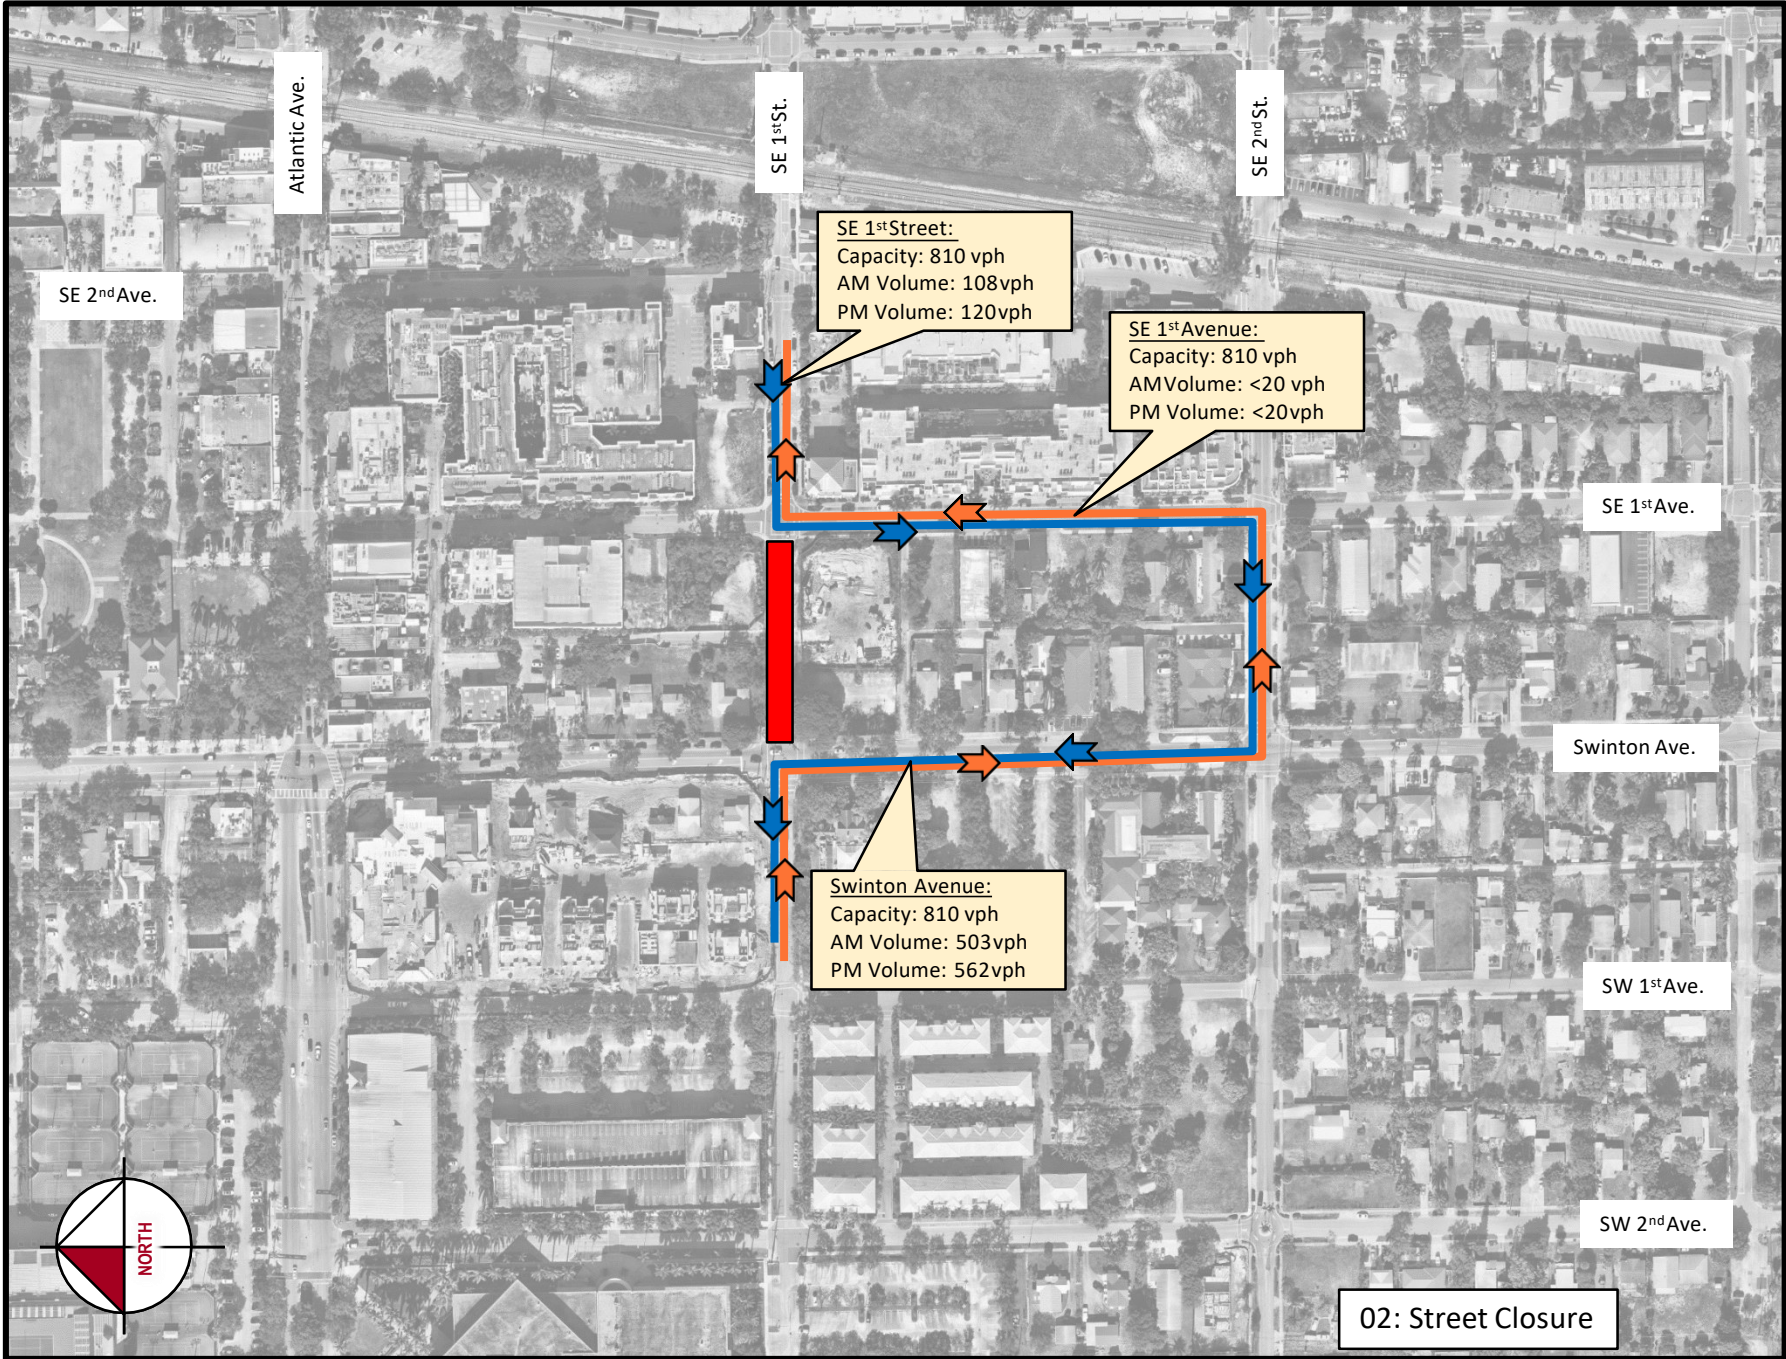 Atlantic Ave.
SE 1st St.
SE 2nd St.
SE 2nd Ave.
SE 1st Street:
Capacity: 810 vph
AM Volume: 108vph
PM Volume: 120vph
SE 1st Avenue:
Capacity: 810 vph
AM Volume: <20 vph
PM Volume: <20vph
SE 1st Ave.
Swinton Ave.
Swinton Avenue:
Capacity: 810 vph
AM Volume: 503vph
PM Volume: 562vph
SW 1st Ave.
SW 2nd Ave.
NORTH
02: Street Closure